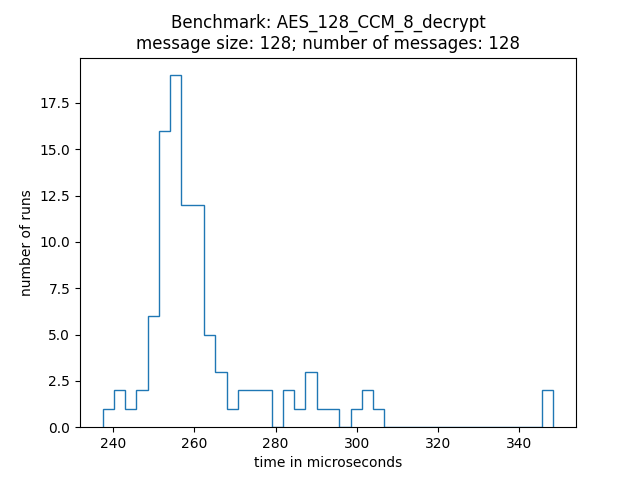 Benchmark: AES_128_CCM_8_decrypt
message size: 128; number of messages: 128
17.5
15.0
12.5
10.0
7.5
5.0
2.5
0.0
number of runs
240 260 280 300 320 340
time in microseconds